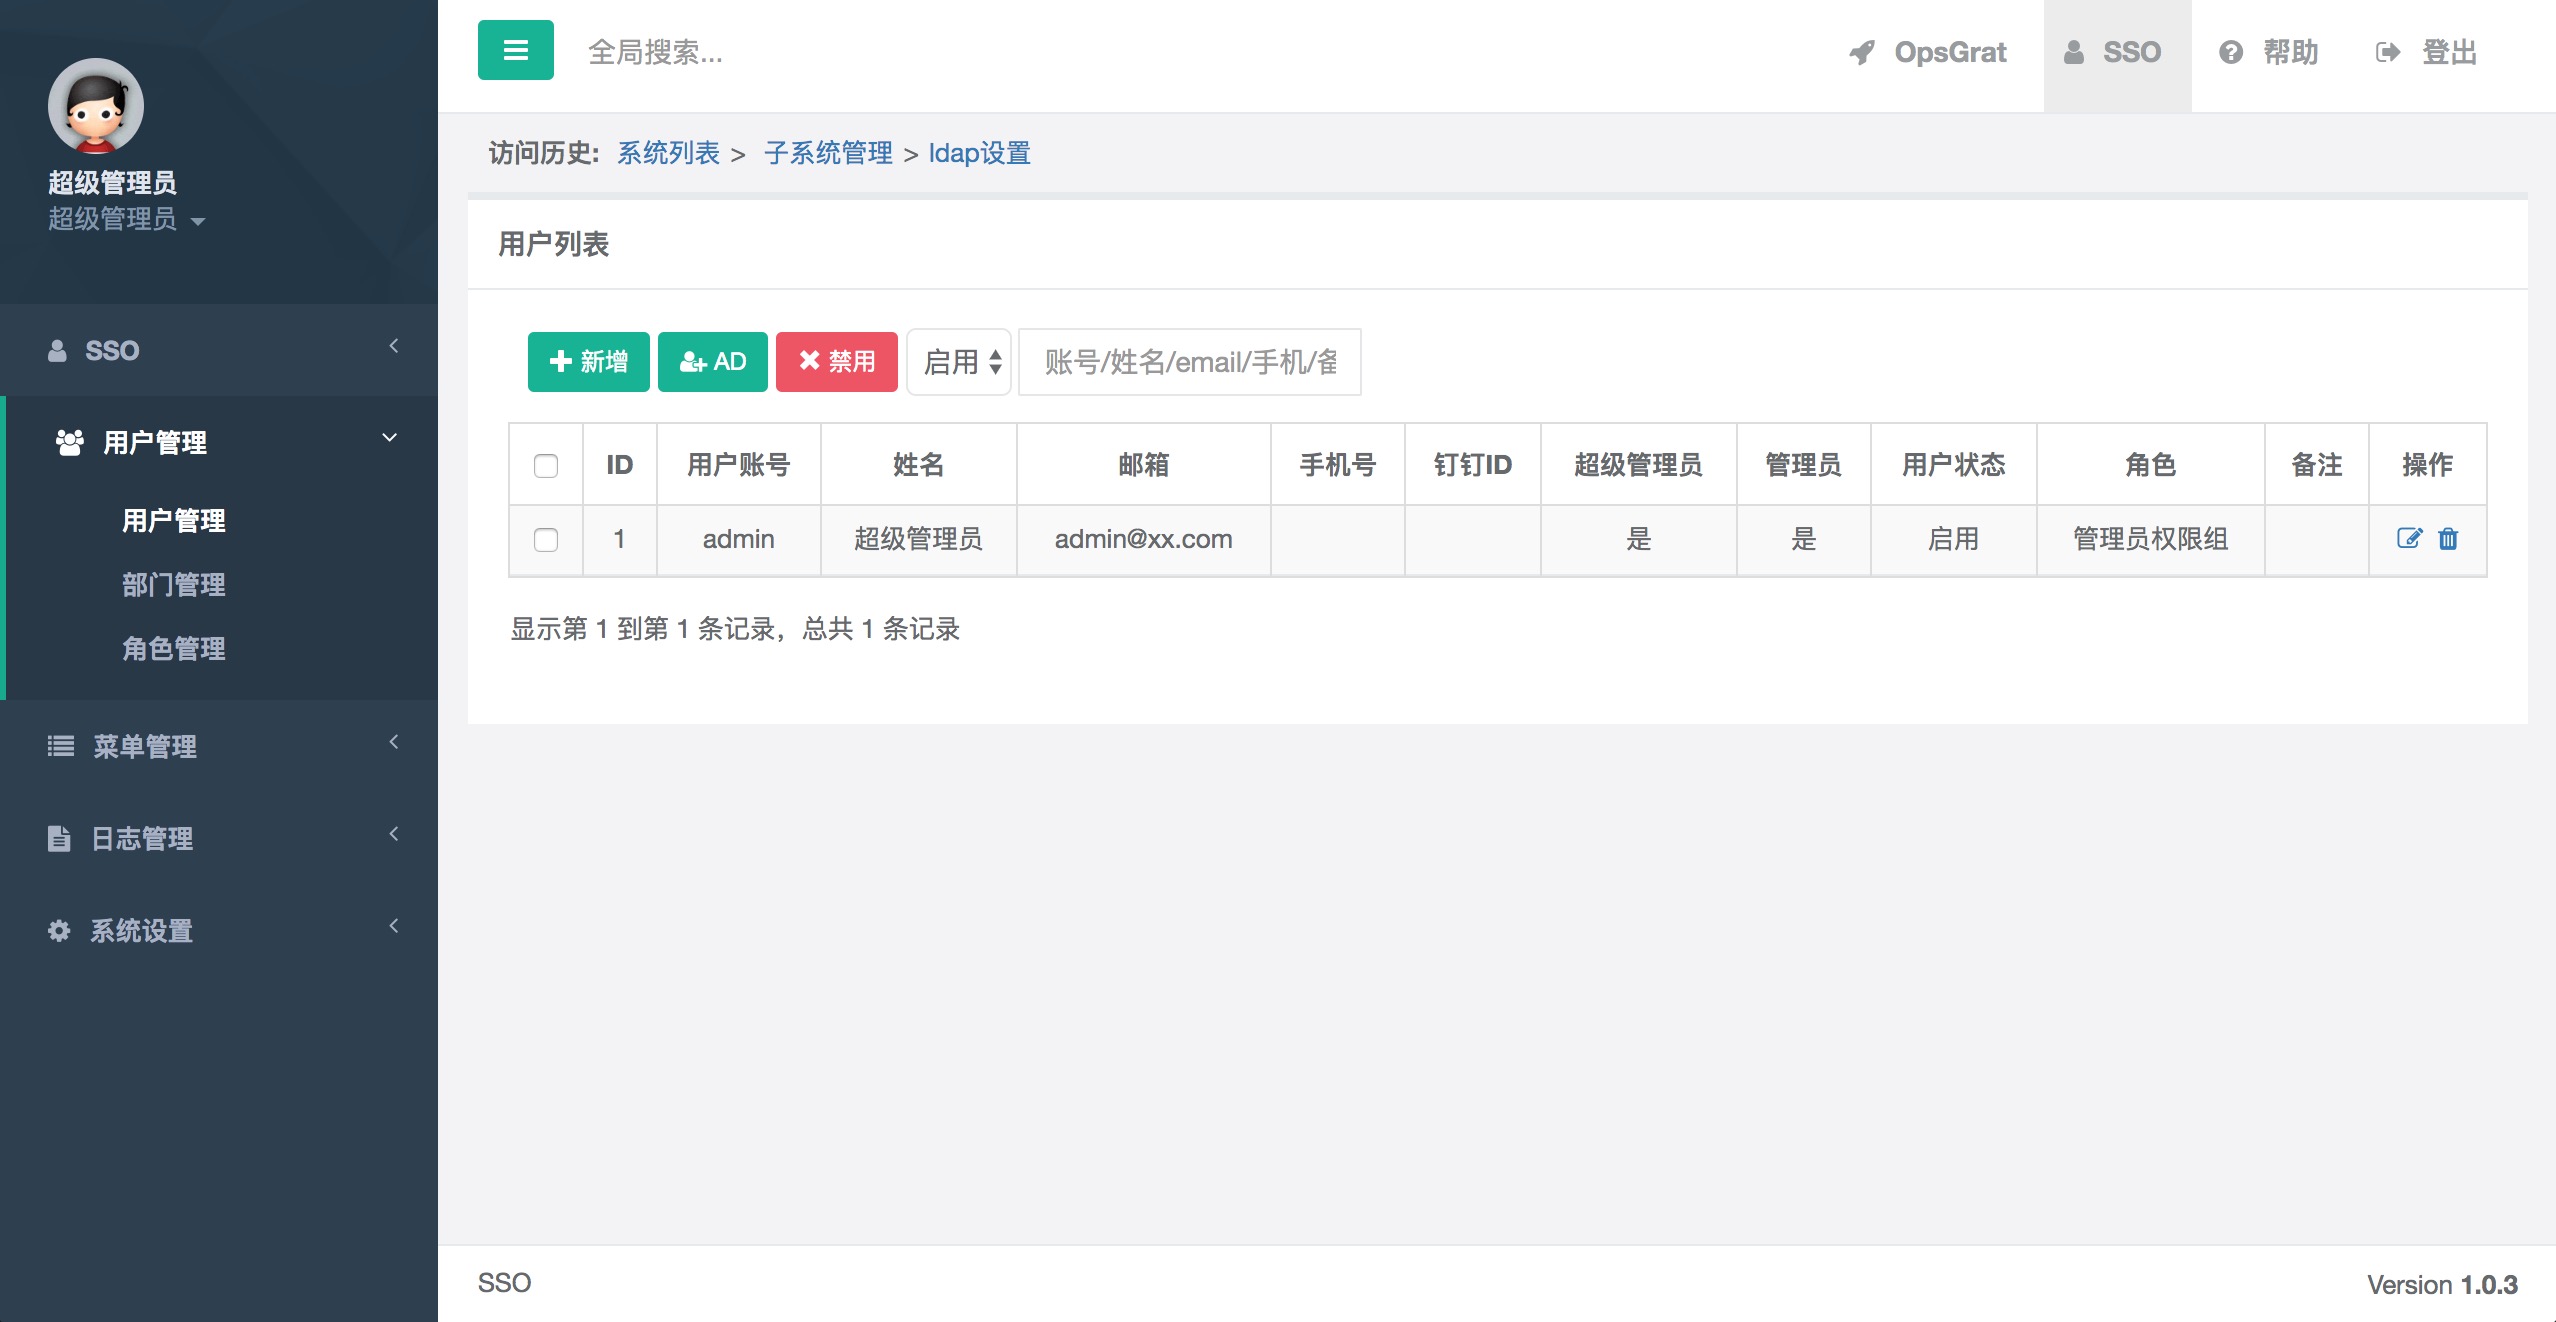 超级管理员
超级管理员
SSO
用户管理
用户管理
部门管理
角色管理
菜单管理
日志管理
系统设置
全局搜索...
OpsGrat
SSO
帮助
登出
访问历史: 系统列表 > 子系统管理 > ldap设置
用户列表
新增 AD 禁用 启用 账号/姓名/email/手机/备
ID 用户账号 姓名 邮箱 手机号 钉钉ID 超级管理员 管理员 用户状态 角色 备注 操作
1 admin 超级管理员 admin@xx.com 是 是 启用 管理员权限组
显示第 1 到第 1 条记录，总共 1 条记录
SSO
Version 1.0.3